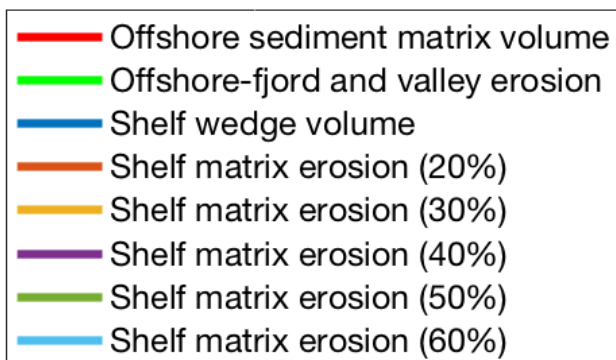 Offshore sediment matrix volume
Offshore-fjord and valley erosion
Shelf wedge volume
Shelf matrix erosion (20%)
Shelf matrix erosion (30%)
Shelf matrix erosion (40%)
Shelf matrix erosion (50%)
Shelf matrix erosion (60%)